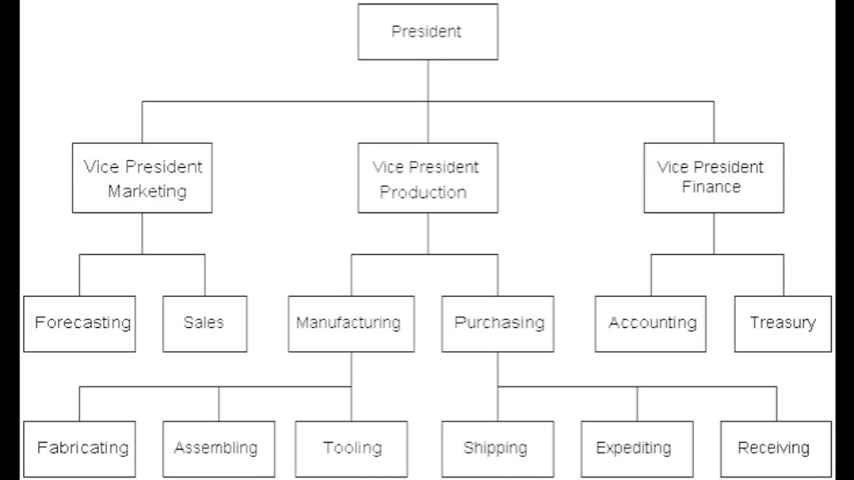 President
Vice President
Marketing
Vice President
Production
Vice President
Finance
Forecasting
Sales
Manufacturing
Purchasing
Accounting
Treasury
Fabricating
Assembling
Tooling
Shipping
Expediting
Receiving